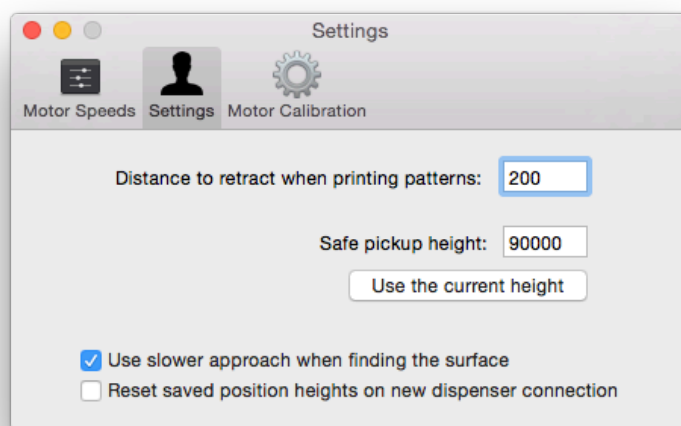 Settings
Motor Speeds Settings Motor Calibration
Distance to retract when printing patterns: 200
Safe pickup height: 90000
Use the current height
Use slower approach when finding the surface
Reset saved position heights on new dispenser connection